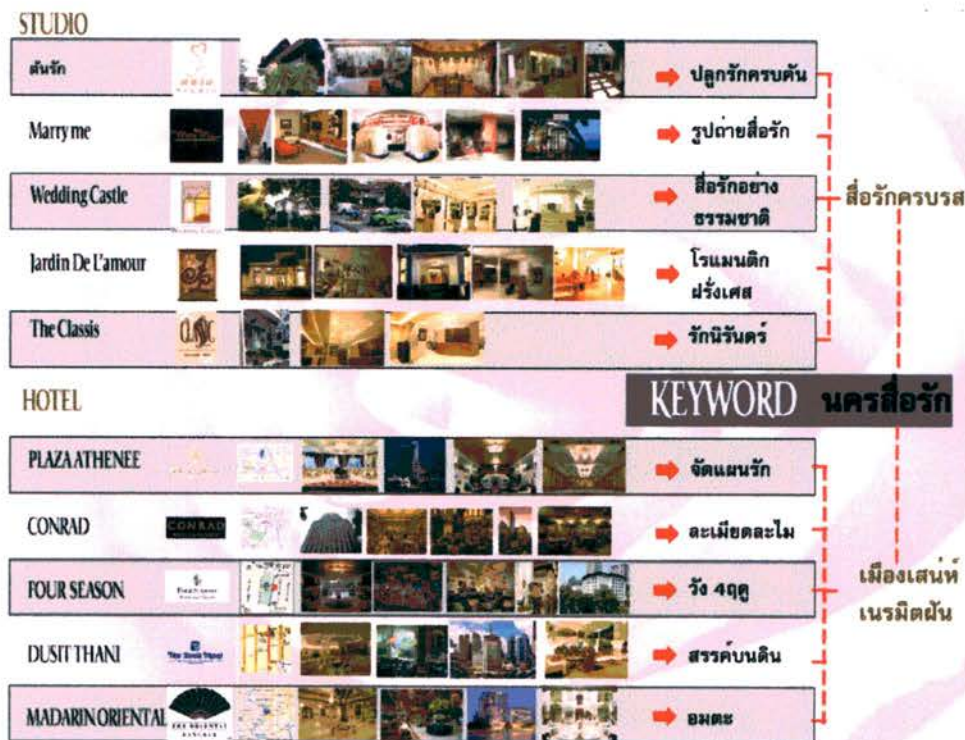 STUDIO
ต้นรัก
ปลูกรักครบต้น
Marry me
รูปถ่ายสื่อรัก
Wedding Castle
สื่อรักอย่าง
ธรรมชาติ
สื่อรักครบรส
Jardin De L'amour
โรแมนติก
ฝรั่งเศส
The Classis
CLASSIC
รักนิรันดร์
HOTEL
KEYWORD นครสื่อรัก
PLAZA ATHENEE
จัดแผนรัก
CONRAD
CONRAD
ละเมียดละไม
FOUR SEASON
วัง 4ฤดู
เมืองเสน่ห์
เนรมิตฝัน
DUSIT THANI
สรรค์บนดิน
MADARIN ORIENTAL
THE ORIENTAL
BANGKOK
อมตะ